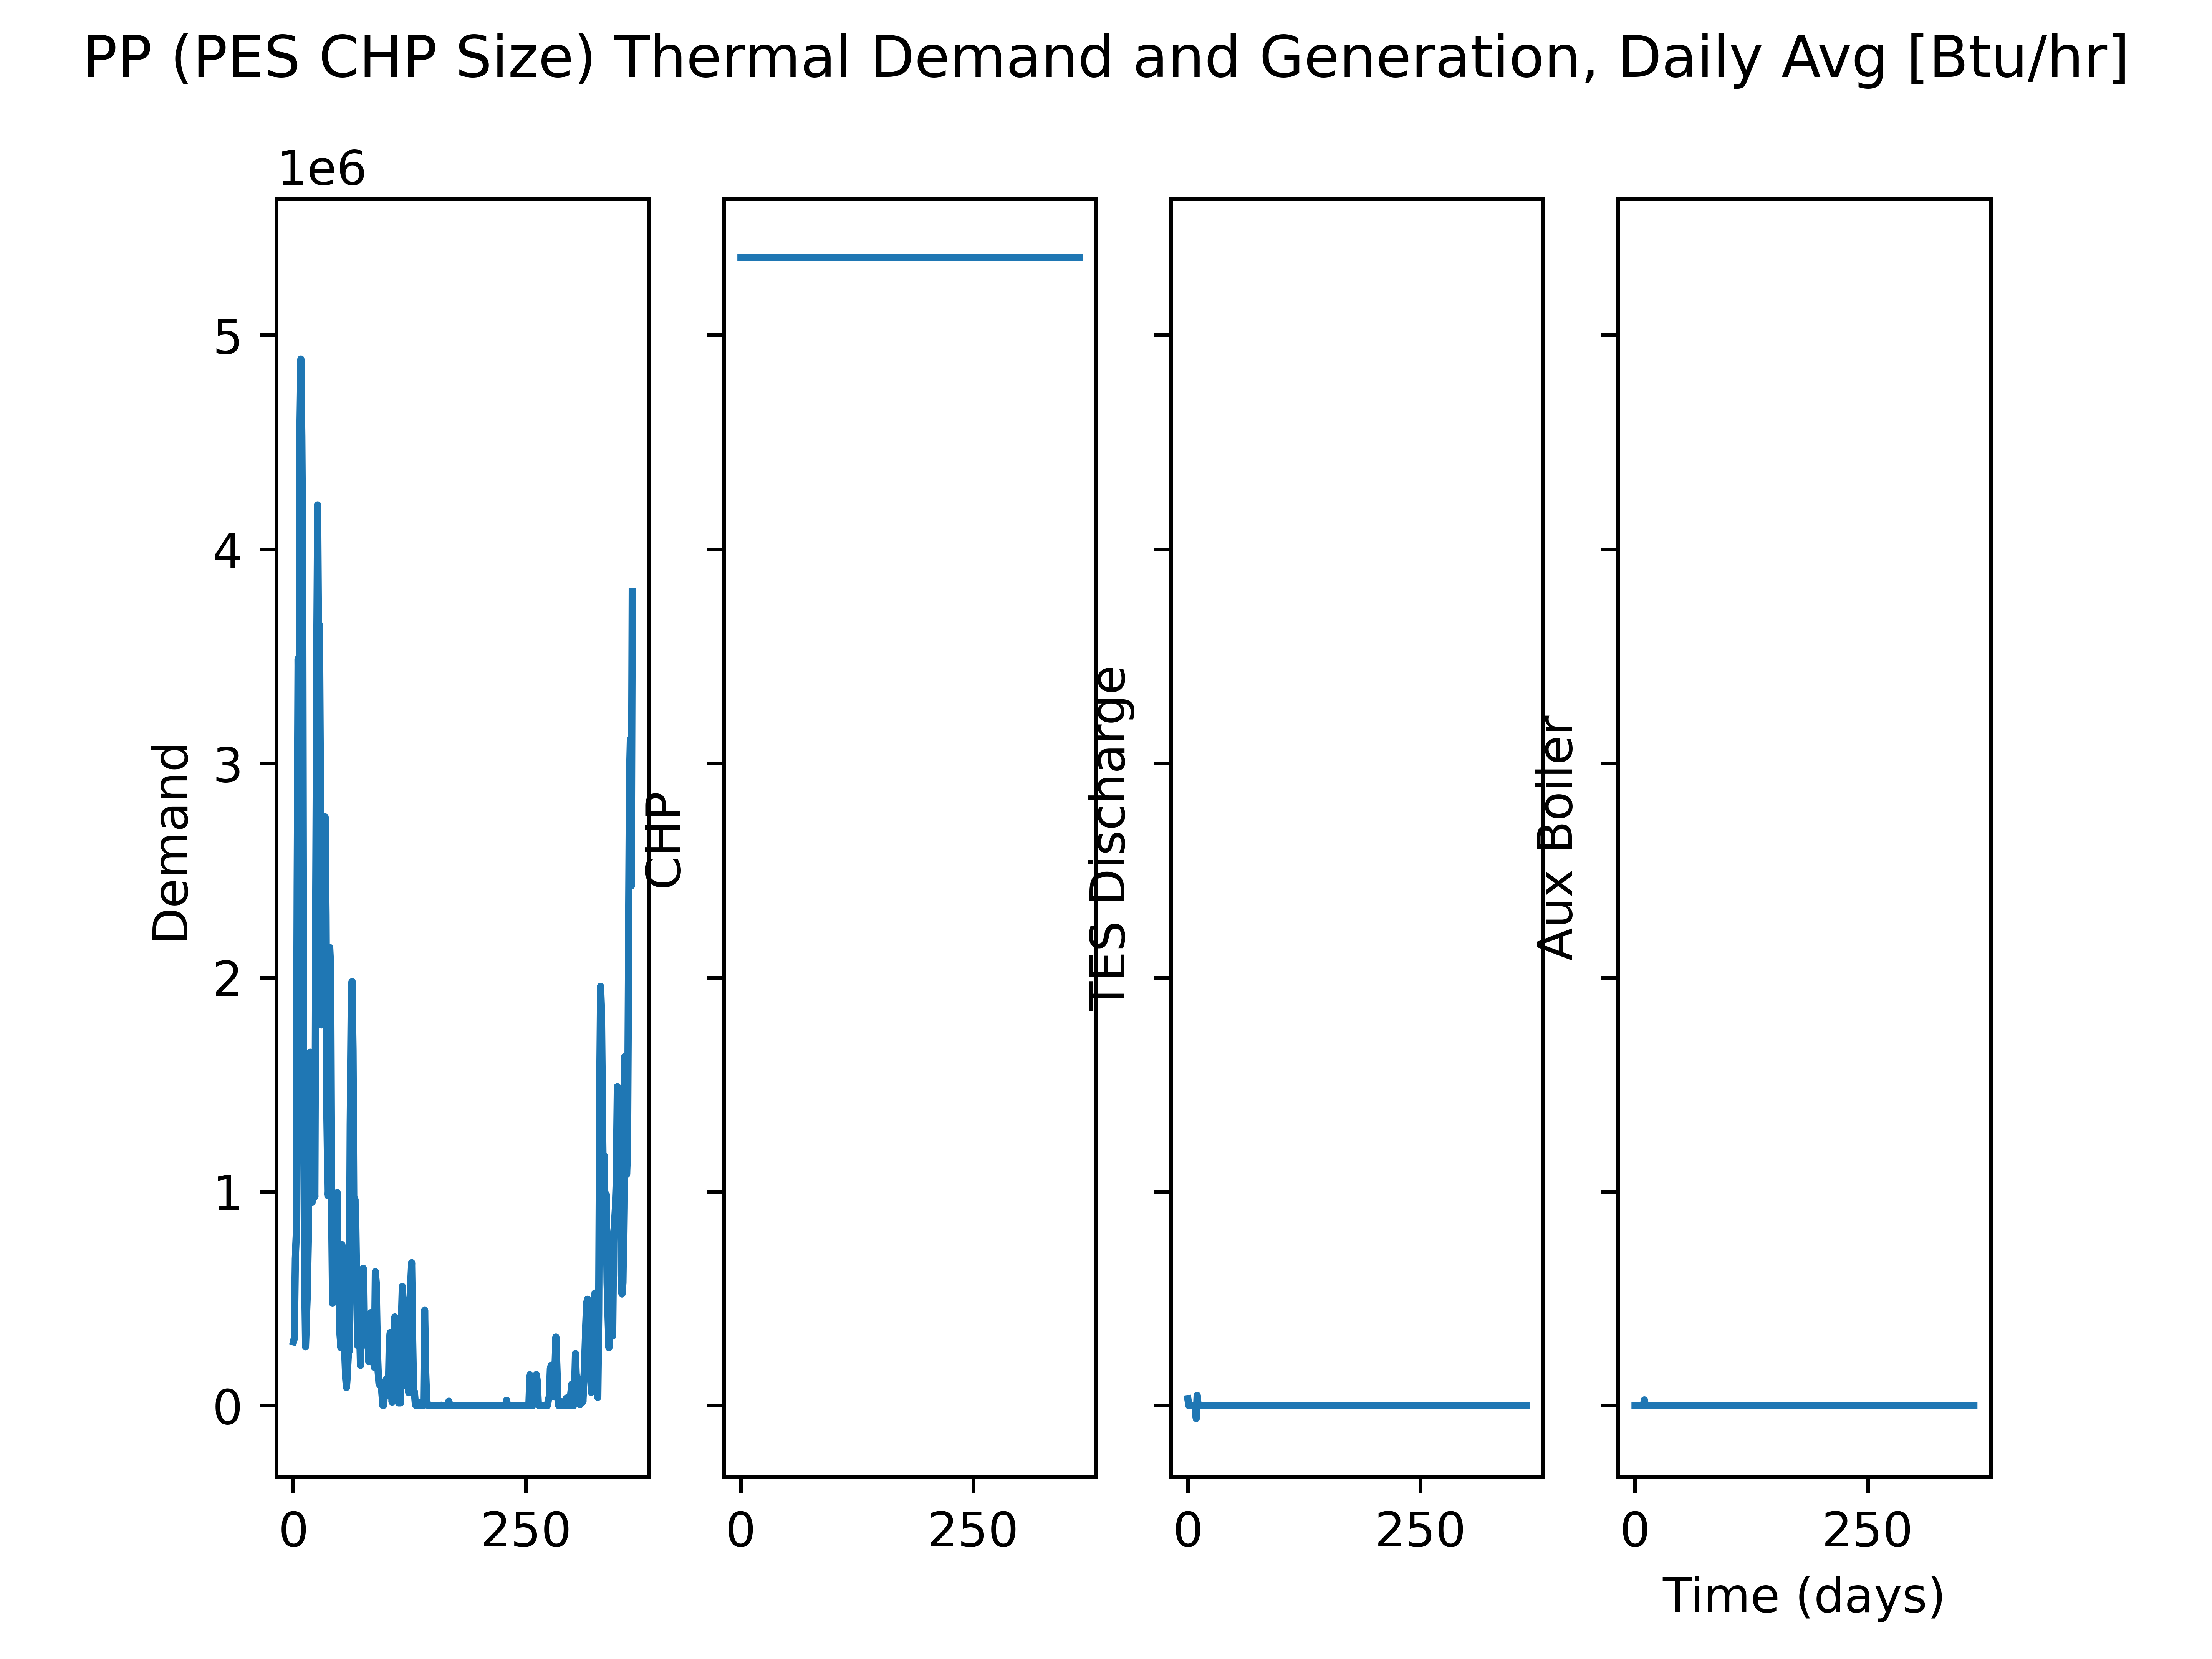 PP (PES CHP Size) Thermal Demand and Generation, Daily Avg [Btu/hr]
1e6
5
4
3
2
1
0
Demand
CHP
TES Discharge
Aux Boiler
0 250 0 250 0 250 0 250
Time (days)